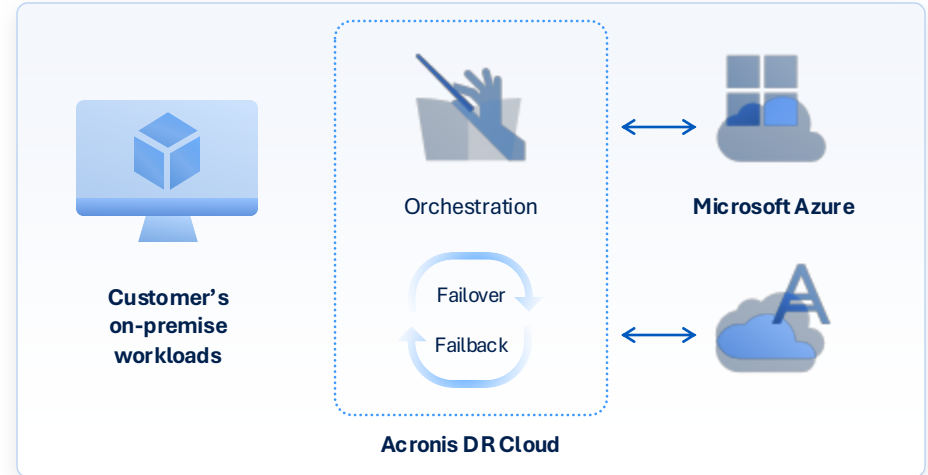 Orchestration
Microsoft Azure
Customer’s
on-premise
workloads
Failover
Failback
A
Acronis DR Cloud